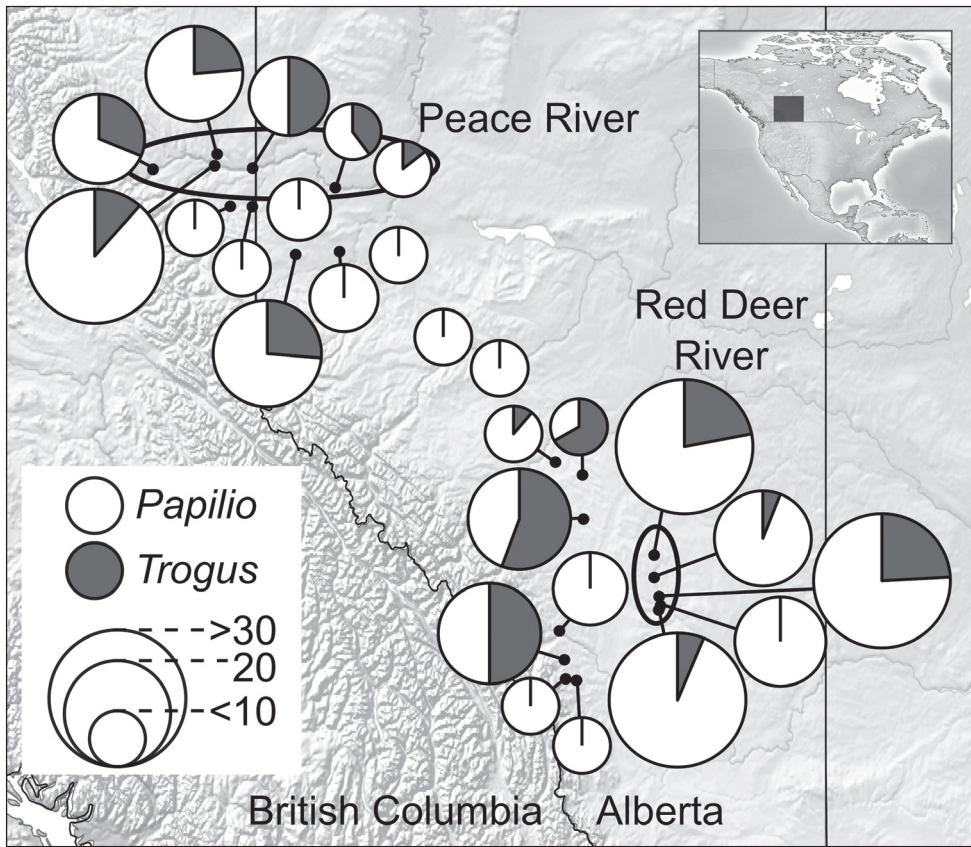 Peace River
Red Deer
River
Papilio
Trogus
>30
20
<10
British Columbia
Alberta